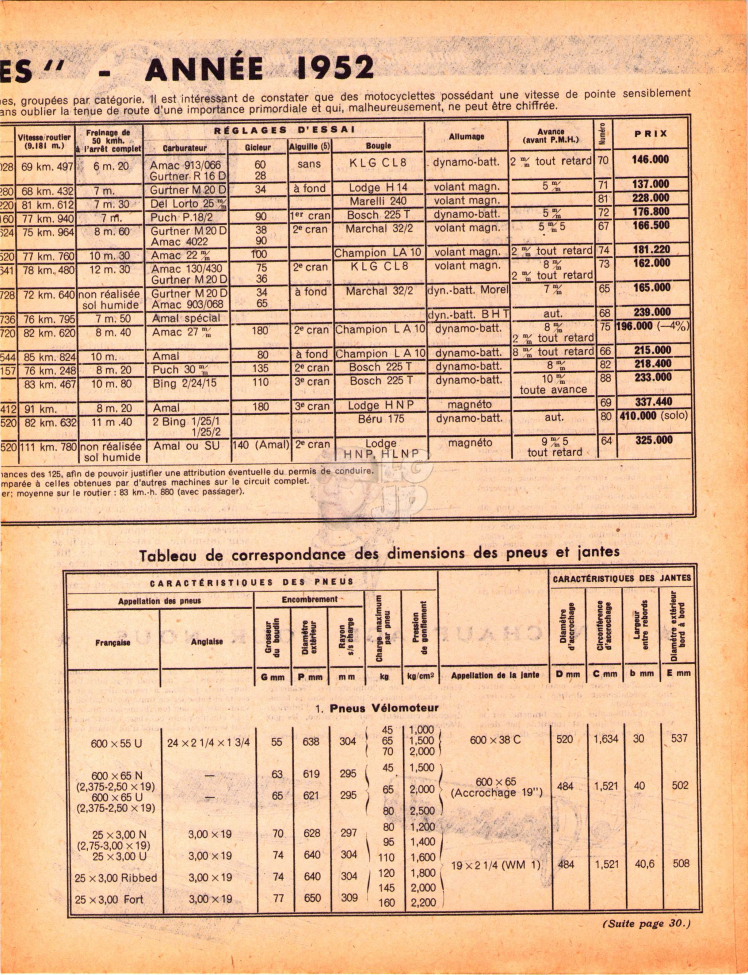 ES " - ANNÉE 1952
es, groupées par catégorie. Il est intéressant de constater que des motocyclettes possédant une vitesse de pointe sensiblement
ans oublier la tenue de route d'une importance primordiale et qui, malheureusement, ne peut être chiffrée.
RÉGLAGES D'ESSAI
Vitesse/routier (9.181 m.) Freinage de 50 kmh. à l'arrêt complet Carburateur Gicleur Aiguille (5) Bougie Allumage Avance (avant P.M.H.) Numéro PRIX
028 69 km. 497 6 m. 20 Amac 913/066 60 sans KLG CL8 dynamo-batt. 2 m/m tout retard 70 146.000
Gurtner R 16 D 28
280 68 km. 432 7 m. Gurtner M 20 D 34 à fond Lodge H 14 volant magn. 5 m/m 71 137.000
220 81 km. 612 7 m. 30 Del Lorto 25 m/m Marelli 240 volant magn. 81 228.000
160 77 km. 940 7 m. Puch P.18/2 90 1er cran Bosch 225 T dynamo-batt. 5 m/m 72 176.800
324 75 km. 964 8 m. 60 Gurtner M 20 D 38 2e cran Marchal 32/2 volant magn. 5 m/m 5 67 166.500
Amac 4022 90
520 77 km. 760 10 m. 30 Amac 22 m/m 100 Champion LA 10 volant magn. 2 m/m tout retard 74 181.220
341 78 km. 480 12 m. 30 Amac 130/430 75 2e cran KLG CL8 volant magn. 8 m/m 73 162.000
Gurtner M 20 D 36 2 m/m tout retard
728 72 km. 640 non réalisée Gurtner M 20 D 34 à fond Marchal 32/2 dyn.-batt. Morel 7 m/m 65 165.000
sol humide Amac 903/068 65
736 76 km. 795 7 m. 50 Amal spécial dyn.-batt. BHT aut. 68 239.000
720 82 km. 620 8 m. 40 Amac 27 m/m 180 2e cran Champion LA 10 dynamo-batt. 8 m/m 75 196.000 (—4%)
2 m/m tout retard
544 85 km. 824 10 m. Amal 80 à fond Champion LA 10 dynamo-batt. 8 m/m tout retard 66 215.000
157 76 km. 248 8 m. 20 Puch 30 m/m 135 2e cran Bosch 225 T dynamo-batt. 8 m/m 82 218.400
83 km. 467 10 m. 80 Bing 2/24/15 110 3e cran Bosch 225 T dynamo-batt. 10 m/m 88 233.000
toute avance
412 91 km. 8 m. 20 Amal 180 3e cran Lodge HNP magnéto 69 337.440
520 82 km. 632 11 m .40 2 Bing 1/25/1 Béru 175 dynamo-batt. aut. 80 410.000 (solo)
1/25/2
520 111 km. 780 non réalisée Amal ou SU 140 (Amal) 2e cran Lodge magnéto 9 m/m 5 64 325.000
sol humide HNP, HLNP tout retard
nances des 125, afin de pouvoir justifier une attribution éventuelle du permis de conduire.
mparée à celles obtenues par d'autres machines sur le circuit complet.
er; moyenne sur le routier : 83 km.-h. 880 (avec passager).
LG
JP
Tableau de correspondance des dimensions des pneus et jantes
CARACTÉRISTIQUES DES PNEUS CARACTÉRISTIQUES DES JANTES
Appellation des pneus Encombrement
Française Anglaise Grosseur du boudin Diamètre extérieur Rayon s/s charge Charge maximum par pneu Pression de gonflement Appellation de la jante Diamètre d'accrochage Circonférence d'accrochage Largeur entre rebords Diamètre extérieur bord à bord
G mm P mm mm kg kg/cm2 D mm C mm b mm E mm
1. Pneus Vélomoteur
45 1,000
600 × 55 U 24 × 2 1/4 × 1 3/4 55 638 304 65 1,500 600 × 38 C 520 1,634 30 537
70 2,000
45 1,500
600 × 65 N — 63 619 295
(2,375-2,50 × 19) 65 2,000 600 × 65 484 1,521 40 502
600 × 65 U — 65 621 295 (Accrochage 19")
(2,375-2,50 × 19)
80 2,500
80 1,200
25 × 3,00 N 3,00 × 19 70 628 297
(2,75-3,00 × 19) 95 1,400
25 × 3,00 U 3,00 × 19 74 640 304 110 1,600
19 × 2 1/4 (WM 1) 484 1,521 40,6 508
25 × 3,00 Ribbed 3,00 × 19 74 640 304 120 1,800
145 2,000
25 × 3,00 Fort 3,00 × 19 77 650 309 160 2,200
(Suite page 30.)